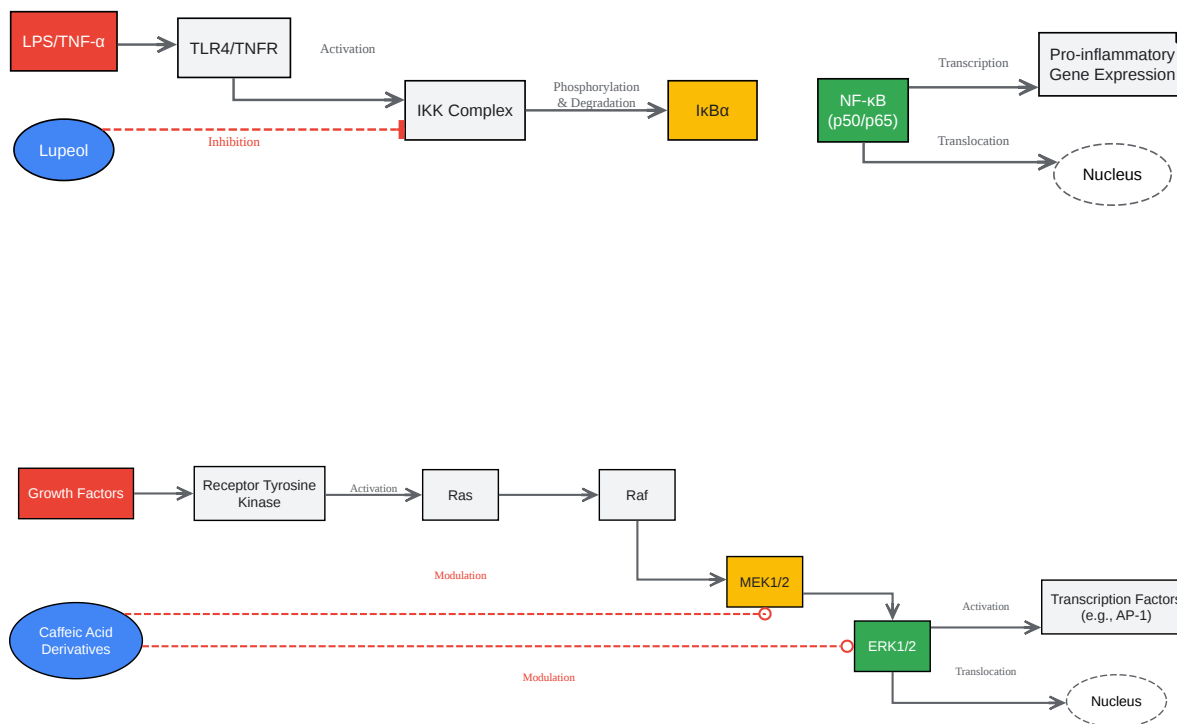 LPS/TNF-α
TLR4/TNFR
Activation
IKK Complex
Phosphorylation
& Degradation
IκBα
Lupeol
Inhibition
NF-κB
(p50/p65)
Transcription
Pro-inflammatory
Gene Expression
Translocation
Nucleus
Growth Factors
Receptor Tyrosine
Kinase
Activation
Ras
Raf
Modulation
MEK1/2
Caffeic Acid
Derivatives
Modulation
ERK1/2
Activation
Transcription Factors
(e.g., AP-1)
Translocation
Nucleus